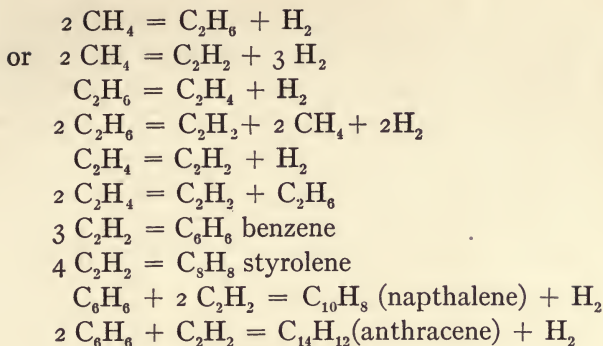 2 CH₄ = C₂H₆ + H₂
or 2 CH₄ = C₂H₂ + 3 H₂
C₂H₆ = C₂H₄ + H₂
2 C₂H₆ = C₂H₂ + 2 CH₄ + 2H₂
C₂H₄ = C₂H₂ + H₂
2 C₂H₄ = C₂H₂ + C₂H₆
3 C₂H₂ = C₆H₆ benzene
4 C₂H₂ = C₈H₈ styrolene
C₆H₆ + 2 C₂H₂ = C₁₀H₈ (napthalene) + H₂
2 C₆H₆ + C₂H₂ = C₁₄H₁₂(anthracene) + H₂